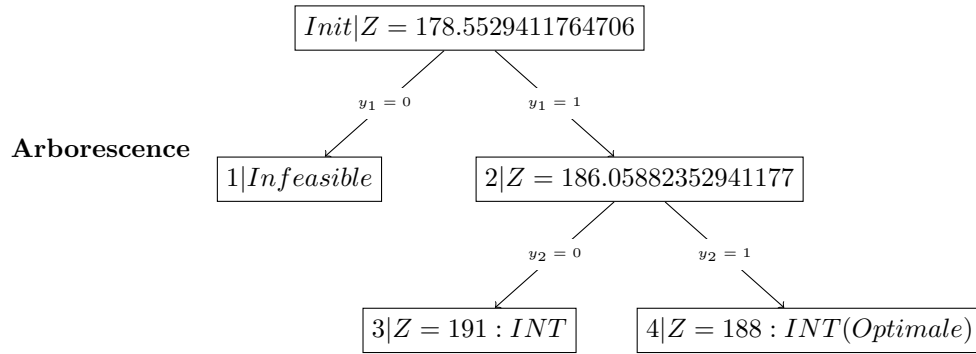 Init|Z = 178.5529411764706
y₁ = 0
y₁ = 1
Arborescence
1|Infeasible
2|Z = 186.05882352941177
y₂ = 0
y₂ = 1
3|Z = 191 : INT
4|Z = 188 : INT(Optimale)